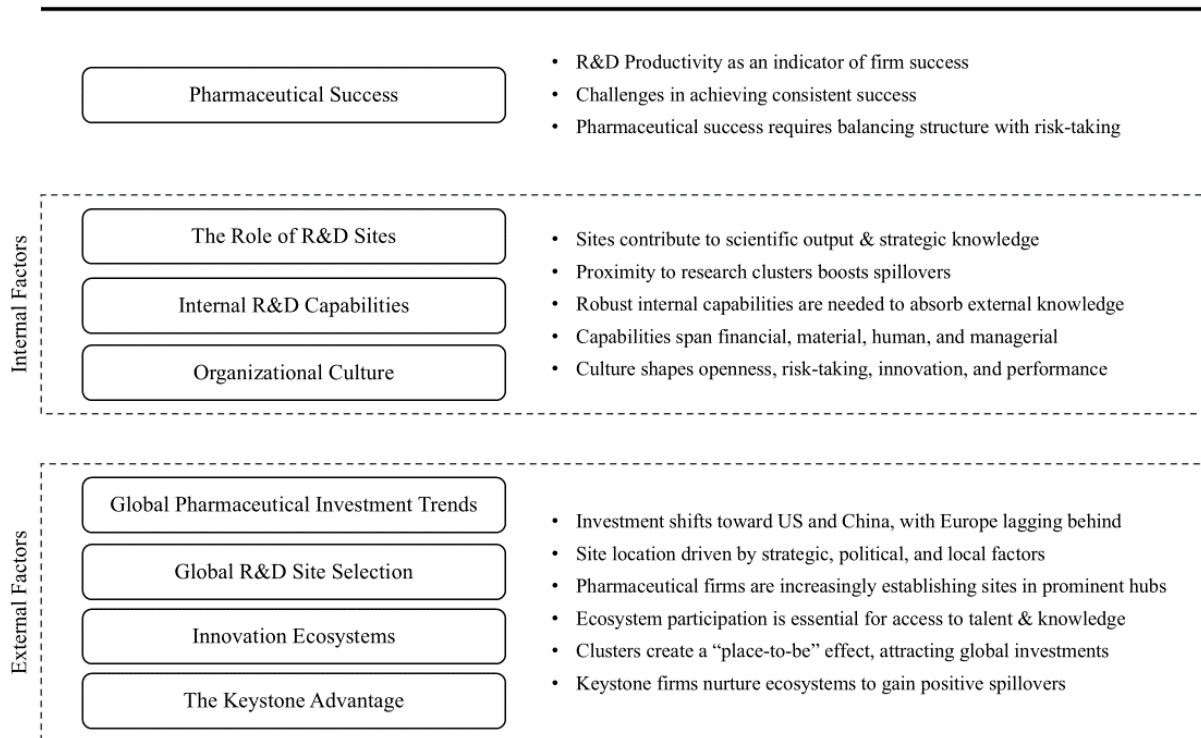 Pharmaceutical Success
• R&D Productivity as an indicator of firm success
• Challenges in achieving consistent success
• Pharmaceutical success requires balancing structure with risk-taking
Internal Factors
The Role of R&D Sites
Internal R&D Capabilities
Organizational Culture
• Sites contribute to scientific output & strategic knowledge
• Proximity to research clusters boosts spillovers
• Robust internal capabilities are needed to absorb external knowledge
• Capabilities span financial, material, human, and managerial
• Culture shapes openness, risk-taking, innovation, and performance
External Factors
Global Pharmaceutical Investment Trends
Global R&D Site Selection
Innovation Ecosystems
The Keystone Advantage
• Investment shifts toward US and China, with Europe lagging behind
• Site location driven by strategic, political, and local factors
• Pharmaceutical firms are increasingly establishing sites in prominent hubs
• Ecosystem participation is essential for access to talent & knowledge
• Clusters create a “place-to-be” effect, attracting global investments
• Keystone firms nurture ecosystems to gain positive spillovers